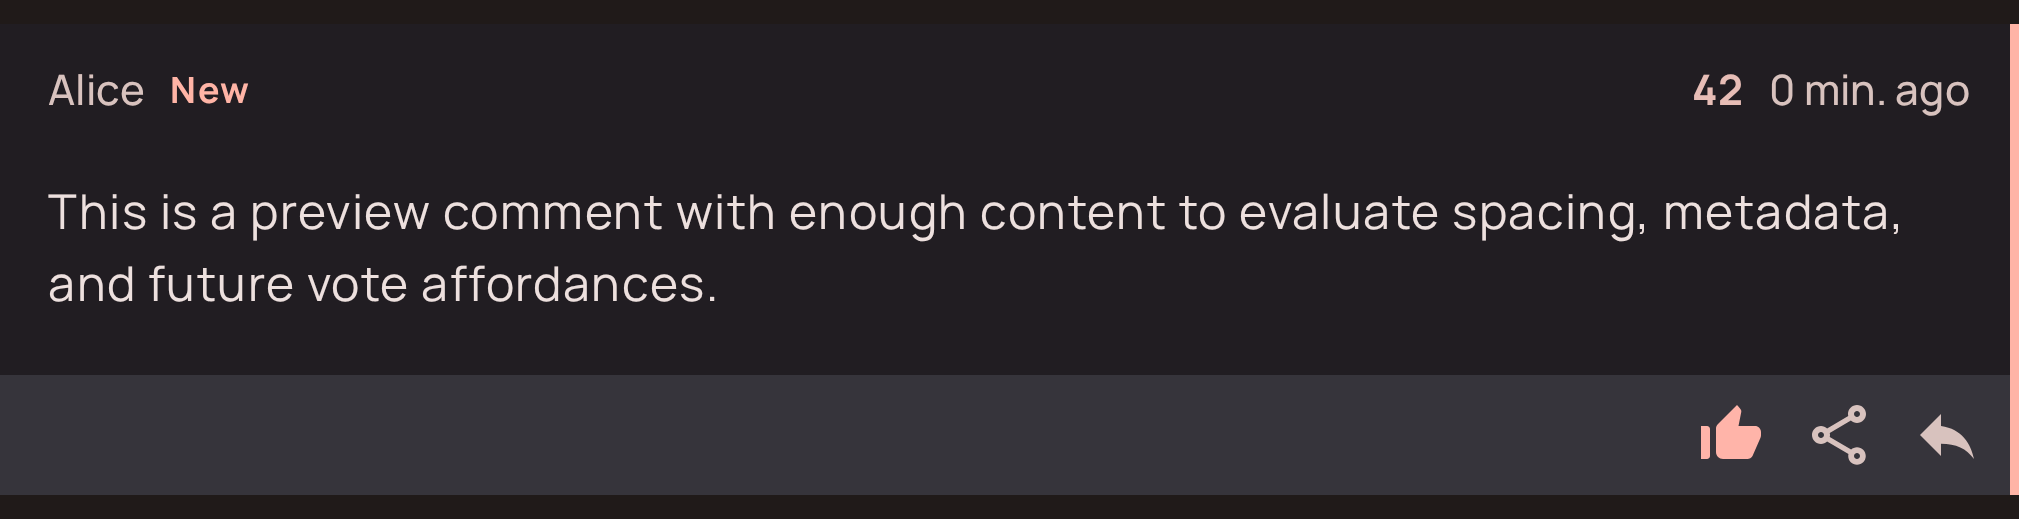 Alice New 42 0 min. ago
This is a preview comment with enough content to evaluate spacing, metadata,
and future vote affordances.